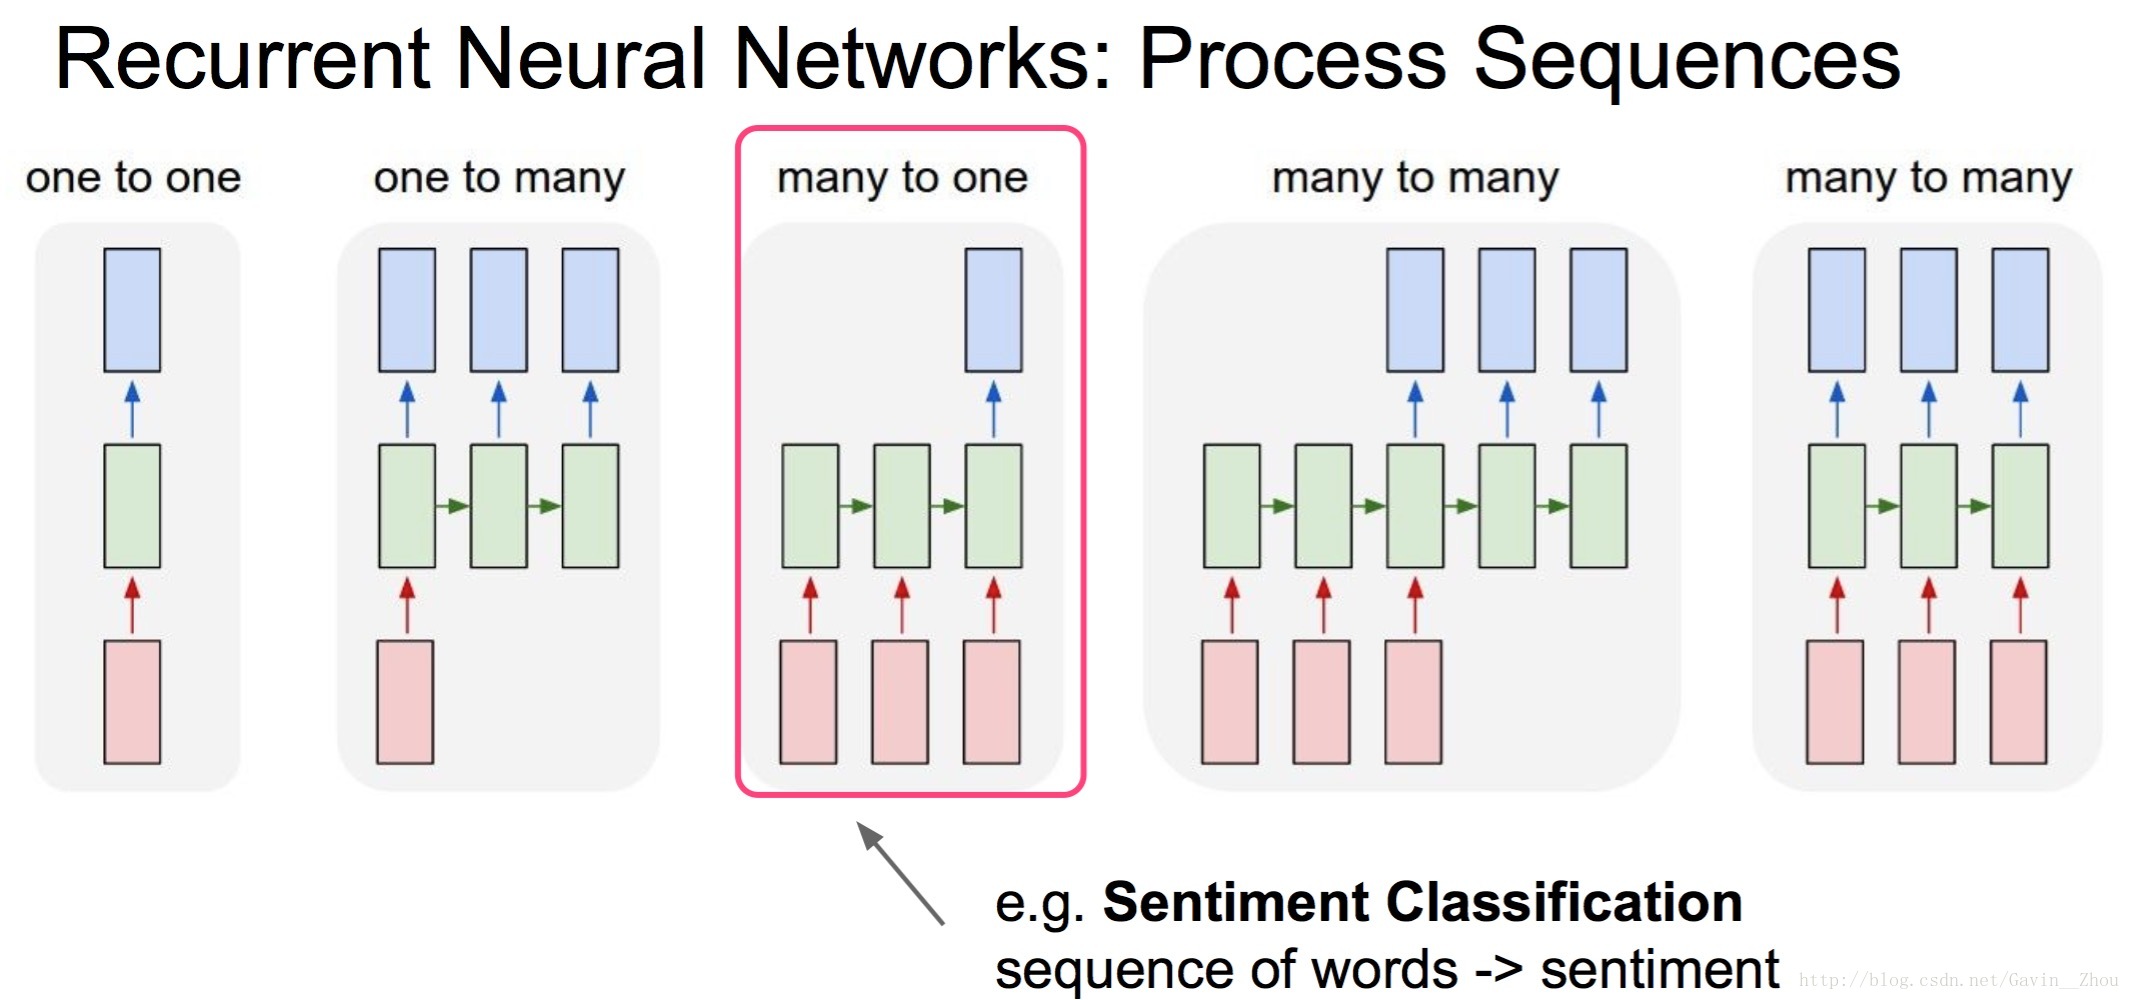 Recurrent Neural Networks: Process Sequences
one to one
one to many
many to one
many to many
many to many
e.g. Sentiment Classification
sequence of words -> sentiment
http://blog.csdn.net/Gavin__Zhou